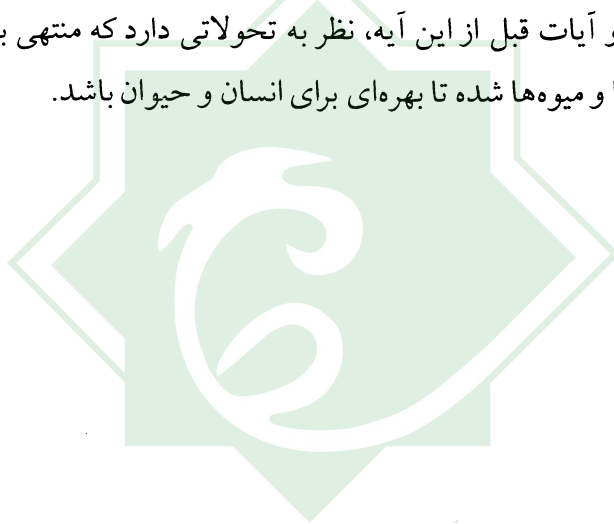 آیات قبل از این آیه، نظر به تحولاتی دارد که منتهی
و میوه‌ها شده تا بهره‌ای برای انسان و حیوان باشد.